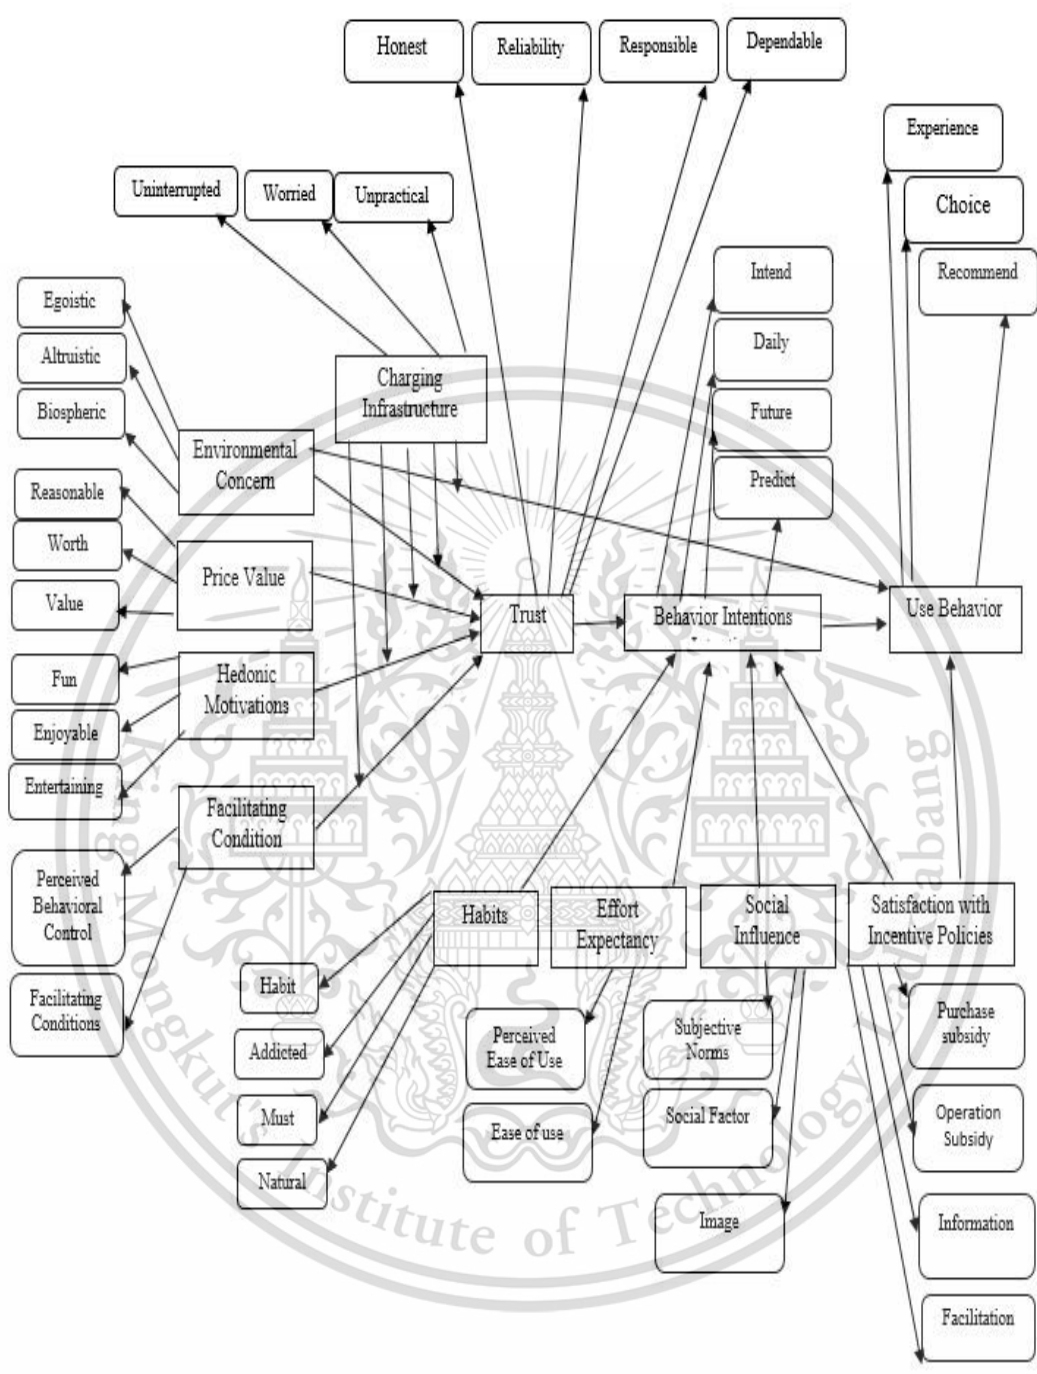 Honest
Reliability
Responsible
Dependable
Experience
Choice
Recommend
Uninterrupted
Worried
Unpractical
Intend
Daily
Future
Predict
Egoistic
Altruistic
Biospheric
Charging
Infrastructure
Environmental
Concern
Reasonable
Worth
Value
Price Value
Trust
Behavior Intentions
Use Behavior
Fun
Enjoyable
Entertaining
Hedonic
Motivations
Facilitating
Condition
Perceived
Behavioral
Control
Facilitating
Conditions
Habits
Effort
Expectancy
Social
Influence
Satisfaction with
Incentive Policies
Habit
Addicted
Must
Natural
Perceived
Ease of Use
Ease of use
Subjective
Norms
Social Factor
Image
Purchase
subsidy
Operation
Subsidy
Information
Facilitation
King Mongkut's Institute of Technology Ladkrabang